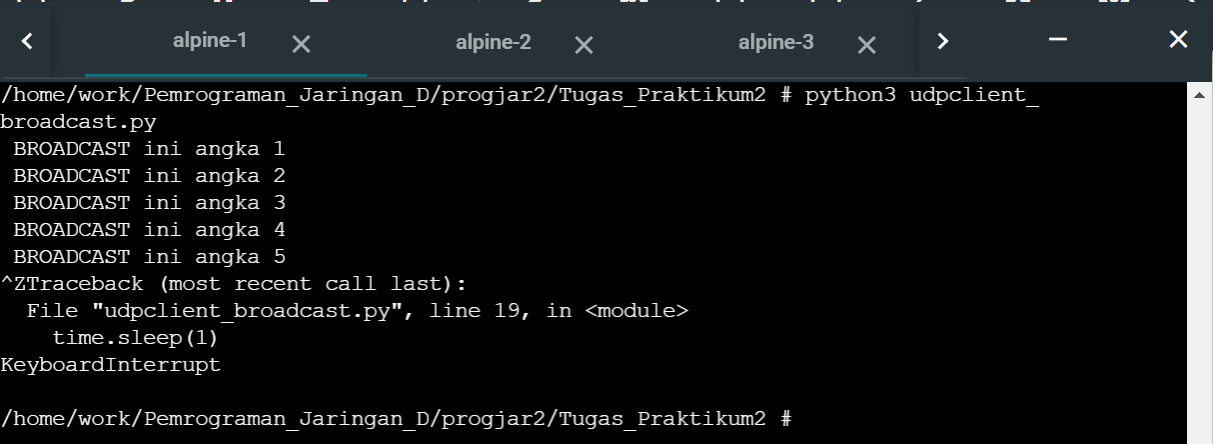 alpine-1 alpine-2 alpine-3
/home/work/Pemrograman_Jaringan_D/progjar2/Tugas_Praktikum2 # python3 udpclient_
broadcast.py
BROADCAST ini angka 1
BROADCAST ini angka 2
BROADCAST ini angka 3
BROADCAST ini angka 4
BROADCAST ini angka 5
^ZTraceback (most recent call last):
File "udpclient_broadcast.py", line 19, in <module>
time.sleep(1)
KeyboardInterrupt
/home/work/Pemrograman_Jaringan_D/progjar2/Tugas_Praktikum2 #